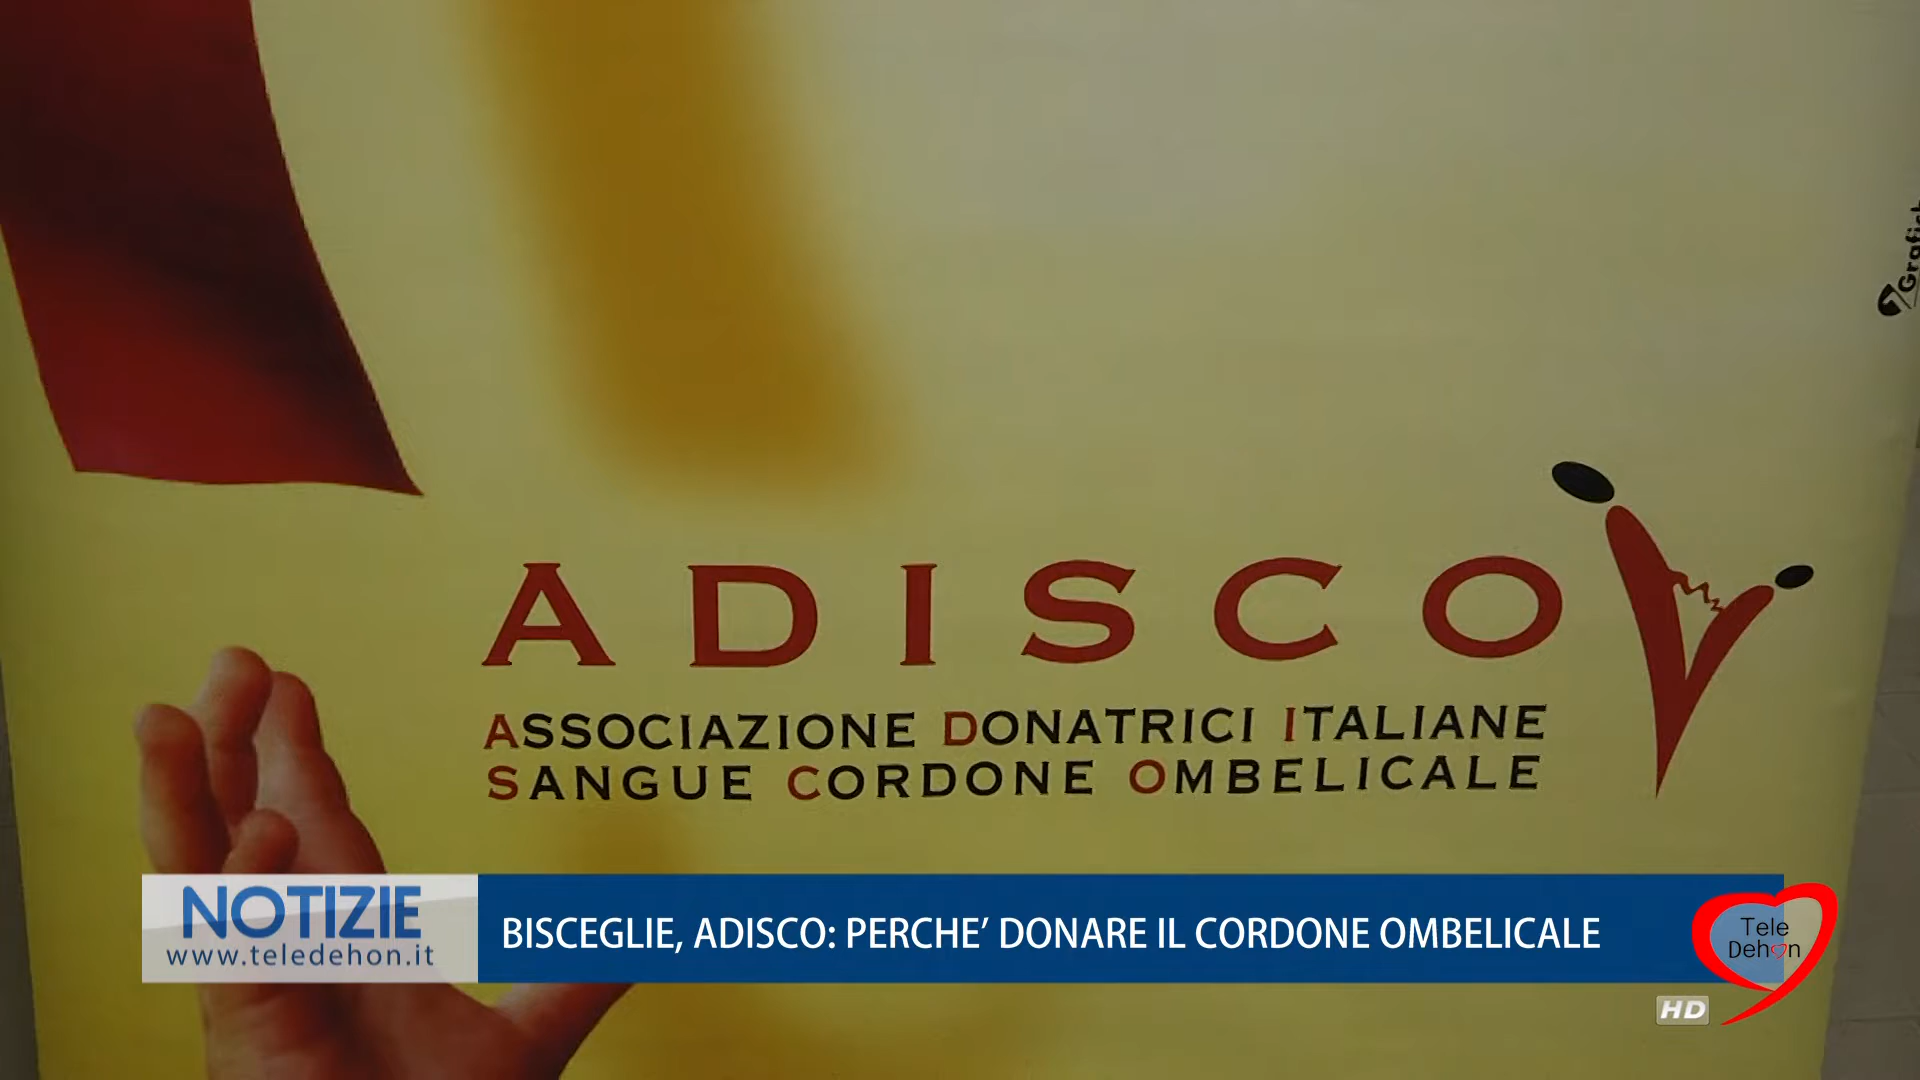 ADISCO
ASSOCIAZIONE DONATRICI ITALIANE
SANGUE CORDONE OMBELICALE
NOTIZIE
www.teledehon.it
BISCEGLIE, ADISCO: PERCHE’ DONARE IL CORDONE OMBELICALE
Tele
Dehon
HD